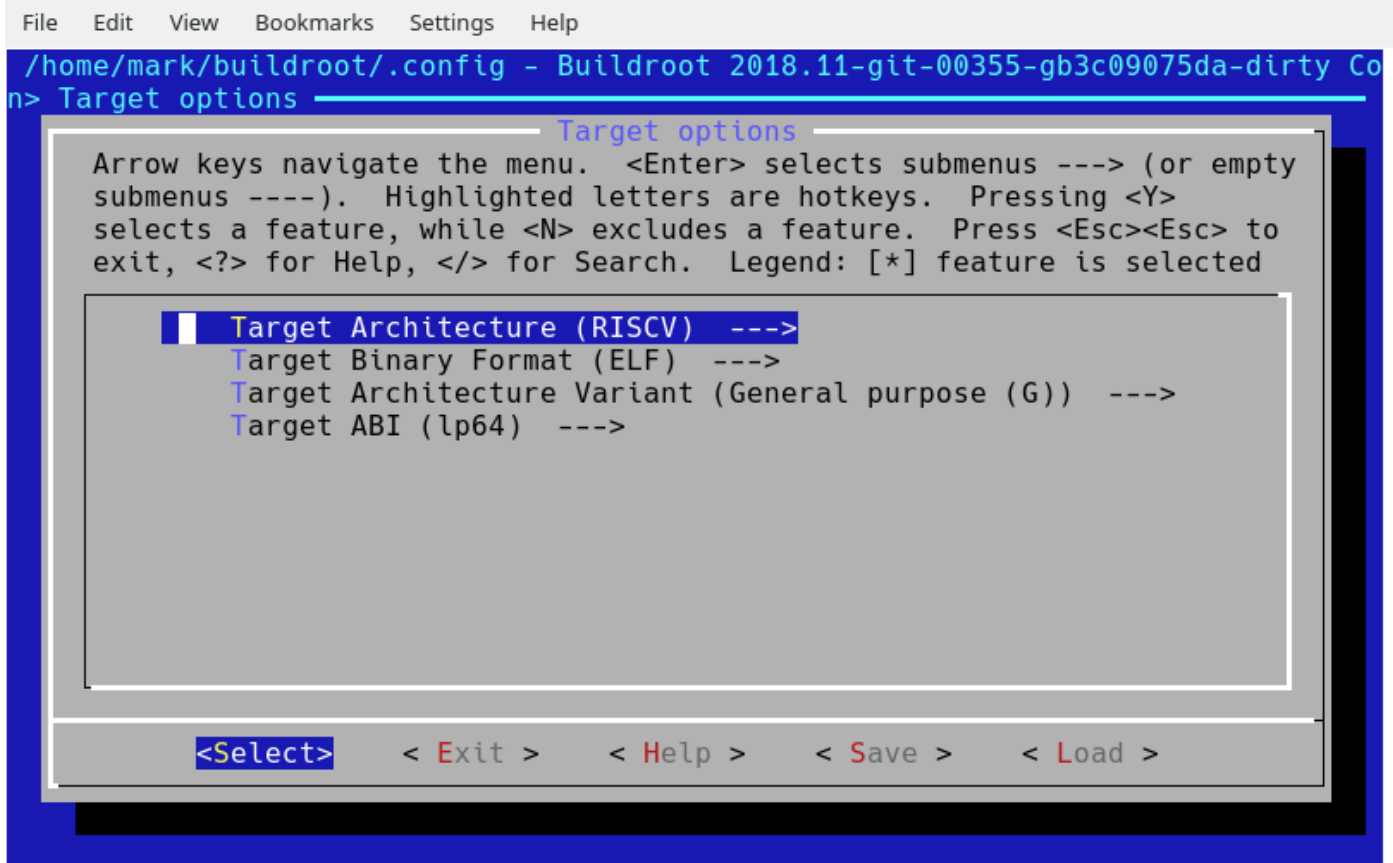 File Edit View Bookmarks Settings Help
/home/mark/buildroot/.config - Buildroot 2018.11-git-00355-gb3c09075da-dirty Co
n> Target options
Target options
Arrow keys navigate the menu.  <Enter> selects submenus ---> (or empty
submenus ----).  Highlighted letters are hotkeys.  Pressing <Y>
selects a feature, while <N> excludes a feature.  Press <Esc><Esc> to
exit, <?> for Help, </> for Search.  Legend: [*] feature is selected
Target Architecture (RISCV)  --->
Target Binary Format (ELF)  --->
Target Architecture Variant (General purpose (G))  --->
Target ABI (lp64)  --->
<Select>    < Exit >    < Help >    < Save >    < Load >